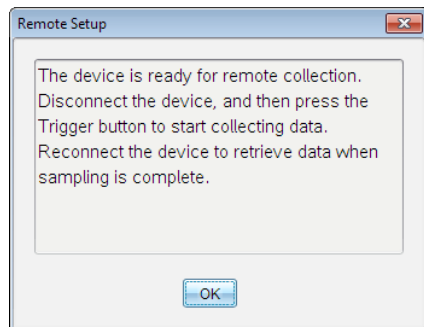 Remote Setup
The device is ready for remote collection.
Disconnect the device, and then press the
Trigger button to start collecting data.
Reconnect the device to retrieve data when
sampling is complete.
OK